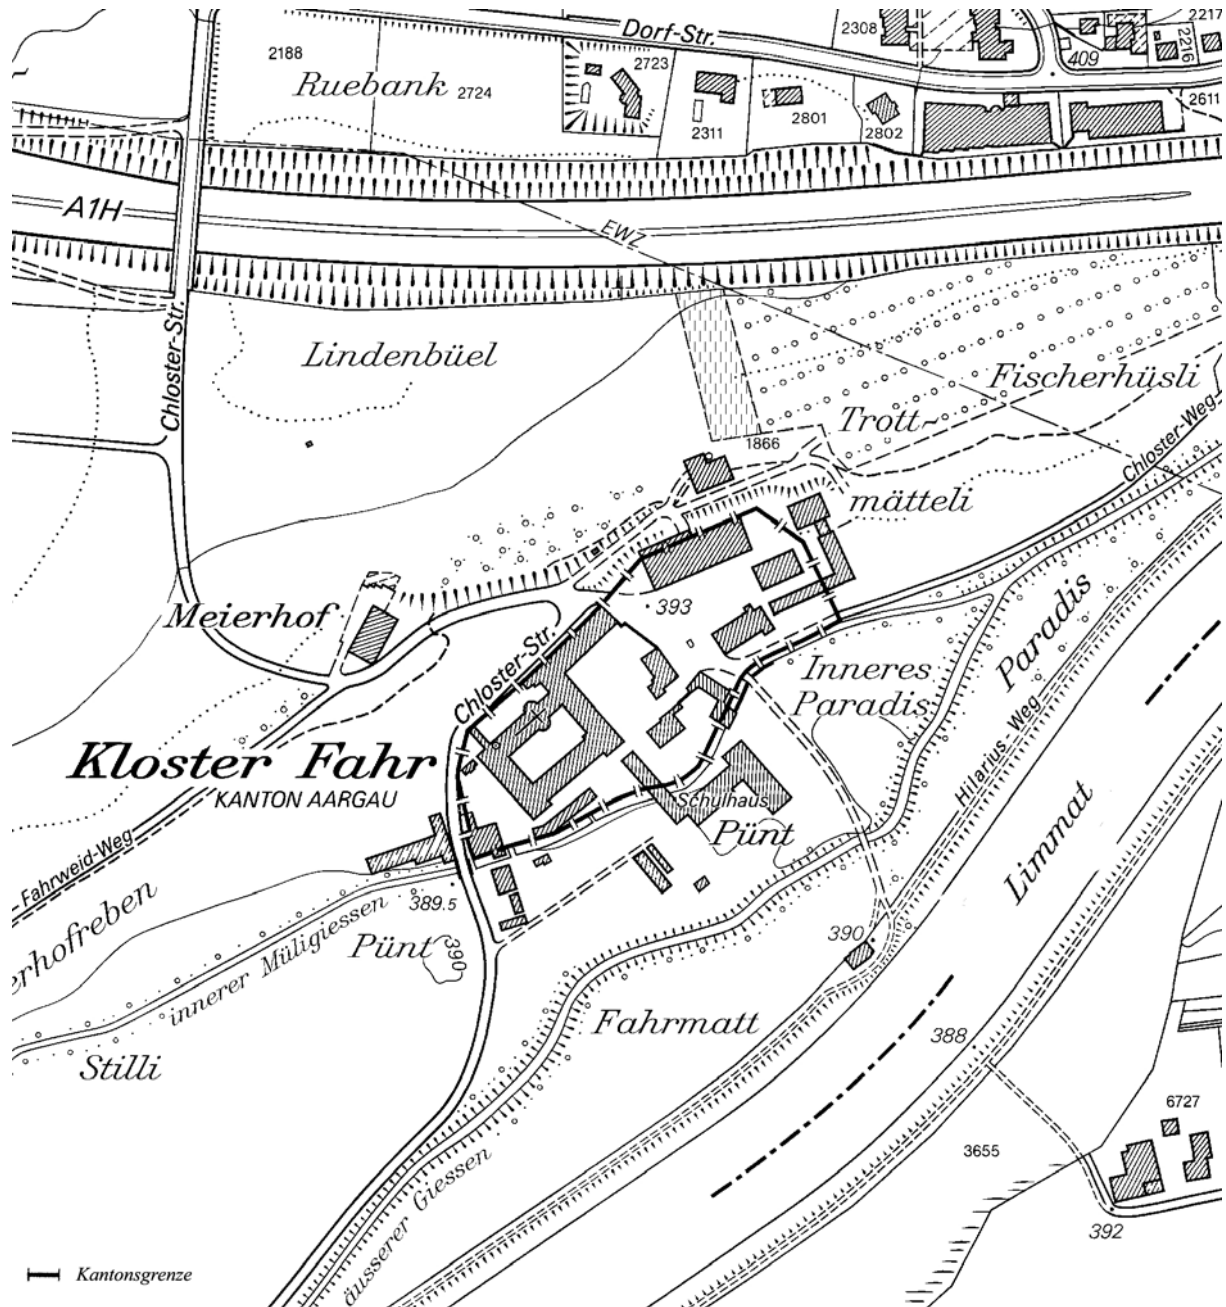 Dorf-Str.
2308
2217
2216
409
2188
2723
Ruebank
2724
2311
2801
2802
2611
A1H
EWZ
Chloster-Str.
Lindenbüel
Fischerhüsli
Trott~
1866
Chloster-Weg
mätteli
Meierhof
393
Paradis
Chloster-Str.
Inneres
Paradis
Hilarius-Weg
Kloster Fahr
KANTON AARGAU
Schulhaus
Pünt
Limmat
Fahrweid-Weg
erhofreben
389.5
innerer Müligiessen
Pünt
390
390
Fahrmatt
388
Stilli
6727
3655
äusserer Giessen
392
Kantonsgrenze